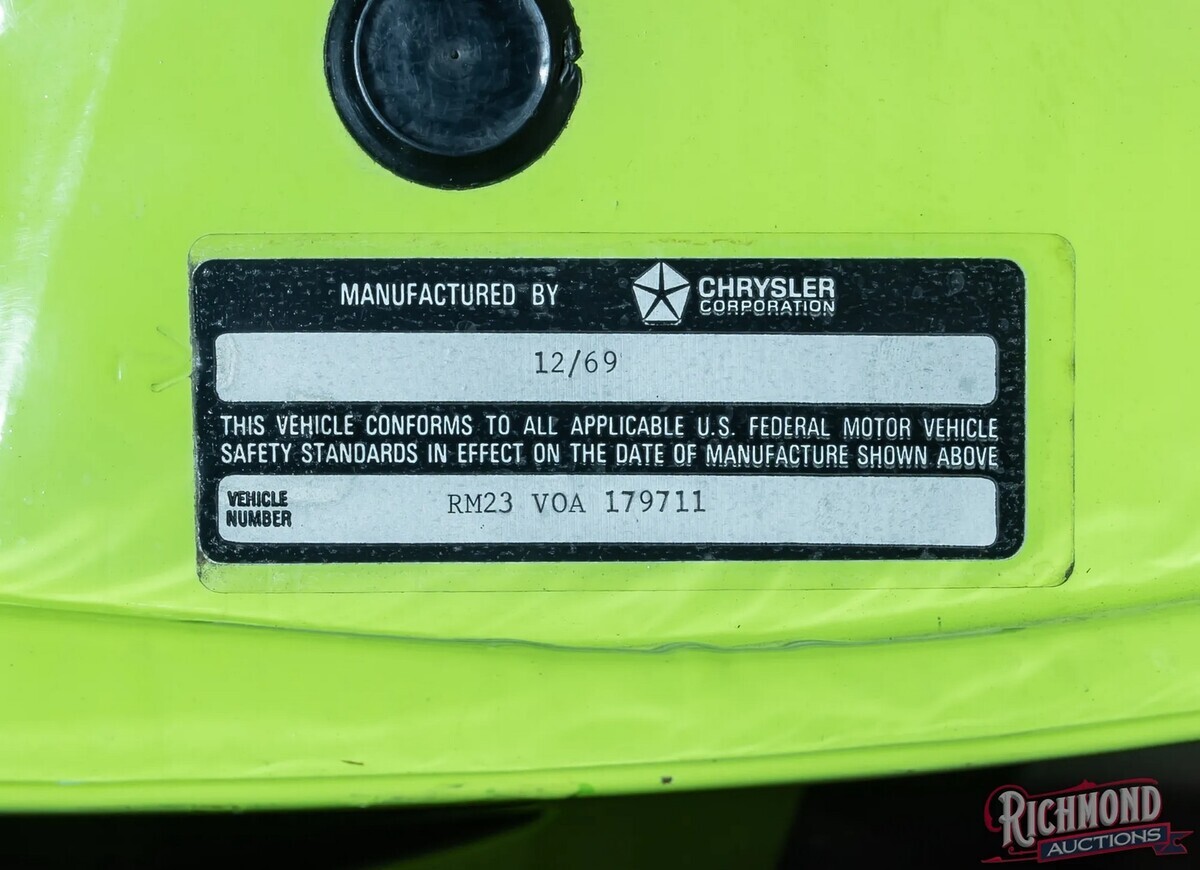 MANUFACTURED BY CHRYSLER CORPORATION
12/69
THIS VEHICLE CONFORMS TO ALL APPLICABLE U.S. FEDERAL MOTOR VEHICLE
SAFETY STANDARDS IN EFFECT ON THE DATE OF MANUFACTURE SHOWN ABOVE
VEHICLE NUMBER RM23 VOA 179711
RICHMOND
AUCTIONS